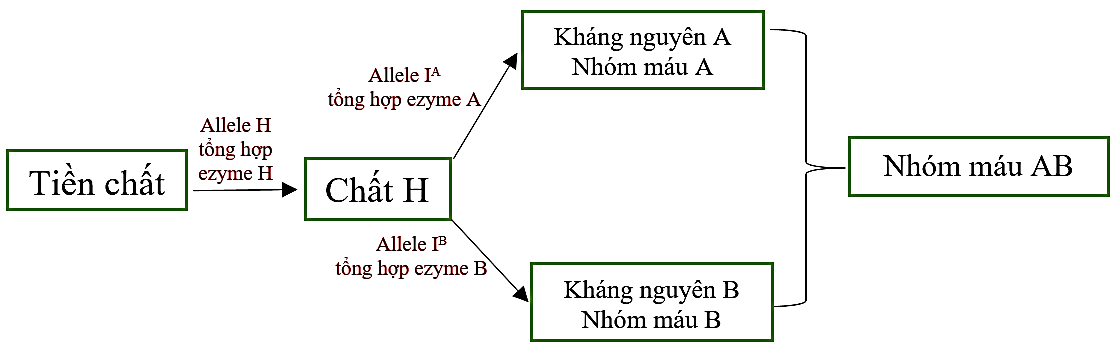 Tiền chất
Allele H
tổng hợp
ezyme H
Chất H
Allele Iᴬ
tổng hợp ezyme A
Kháng nguyên A
Nhóm máu A
Allele Iᴮ
tổng hợp ezyme B
Kháng nguyên B
Nhóm máu B
Nhóm máu AB